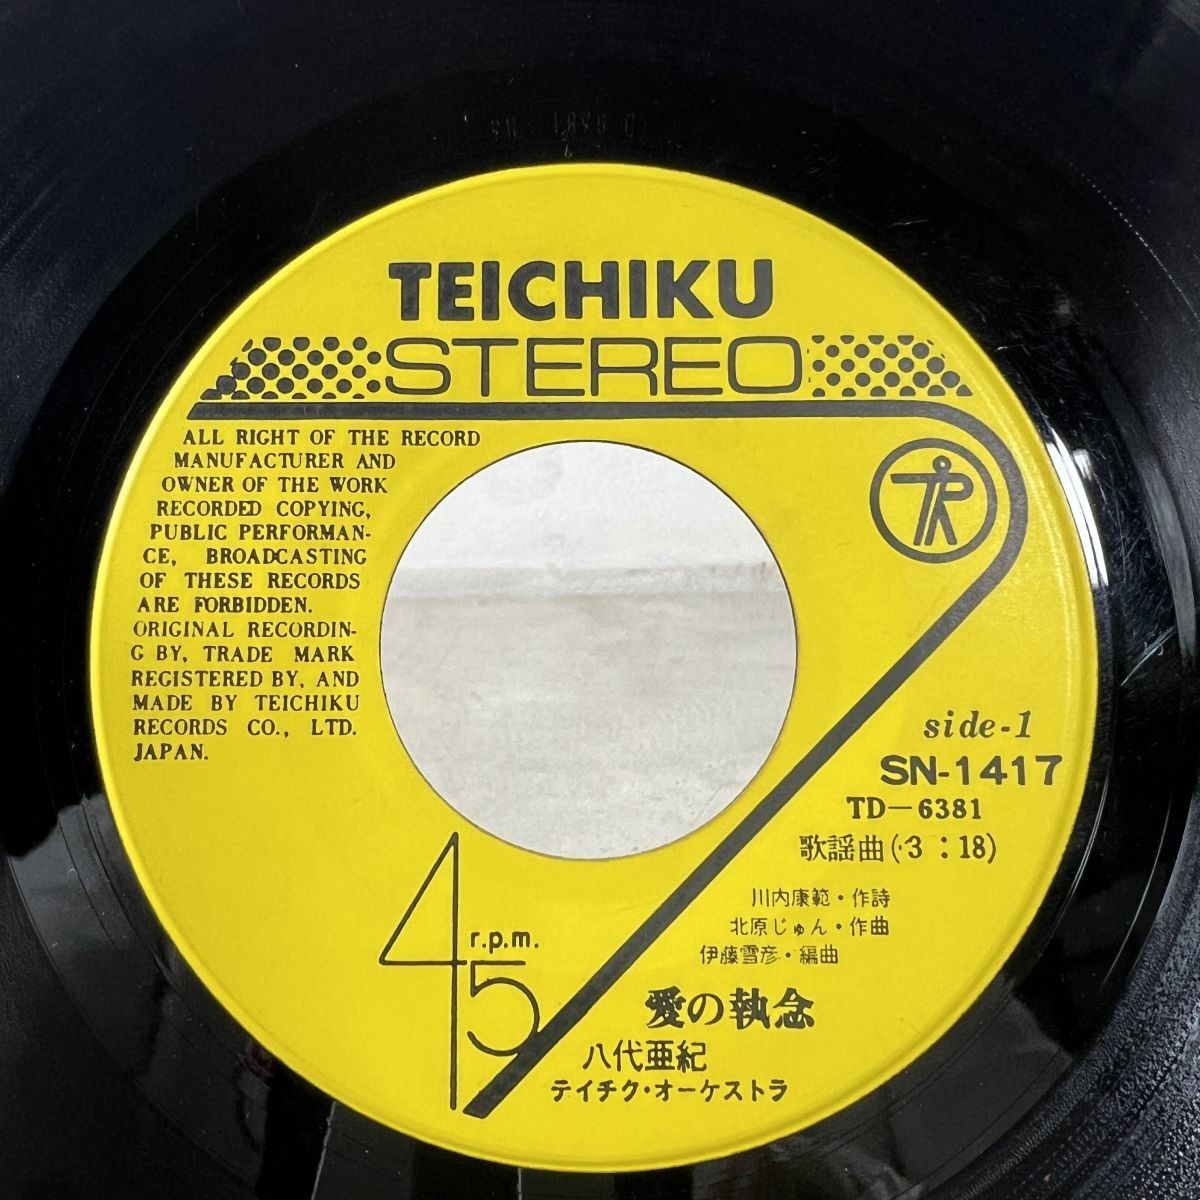 TEICHIKU
STEREO
ALL RIGHT OF THE RECORD
MANUFACTURER AND
OWNER OF THE WORK
RECORDED COPYING,
PUBLIC PERFORMAN-
CE, BROADCASTING
OF THESE RECORDS
ARE FORBIDDEN.
ORIGINAL RECORDIN-
G BY, TRADE MARK
REGISTERED BY, AND
MADE BY TEICHIKU
RECORDS CO., LTD.
JAPAN.
side-1
SN-1417
TD-6381
歌謡曲(・3:18)
川内康範・作詩
北原じゅん・作曲
伊藤雪彦・編曲
45 r.p.m.
愛の執念
八代亜紀
テイチク・オーケストラ